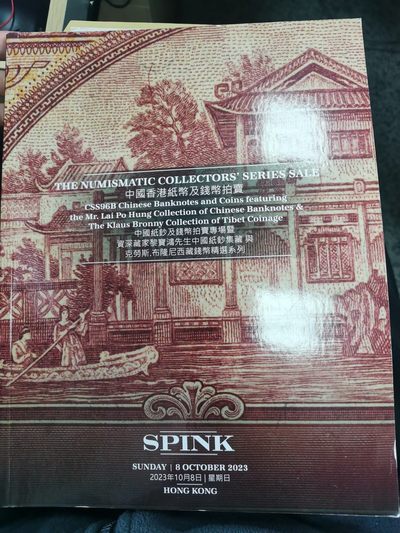 THE NUMISMATIC COLLECTORS' SERIES SALE
中國香港紙幣及錢幣拍賣
CSS96B Chinese Banknotes and Coins featuring
the Mr. Lai Po Hung Collection of Chinese Banknotes &
The Klaus Bronny Collection of Tibet Coinage
中國紙鈔及錢幣拍賣專場暨
資深藏家黎寶鴻先生中國紙鈔集藏 與
克勞斯.布隆尼西藏錢幣精選系列
SPINK
SUNDAY | 8 OCTOBER 2023
2023年10月8日 | 星期日
HONG KONG